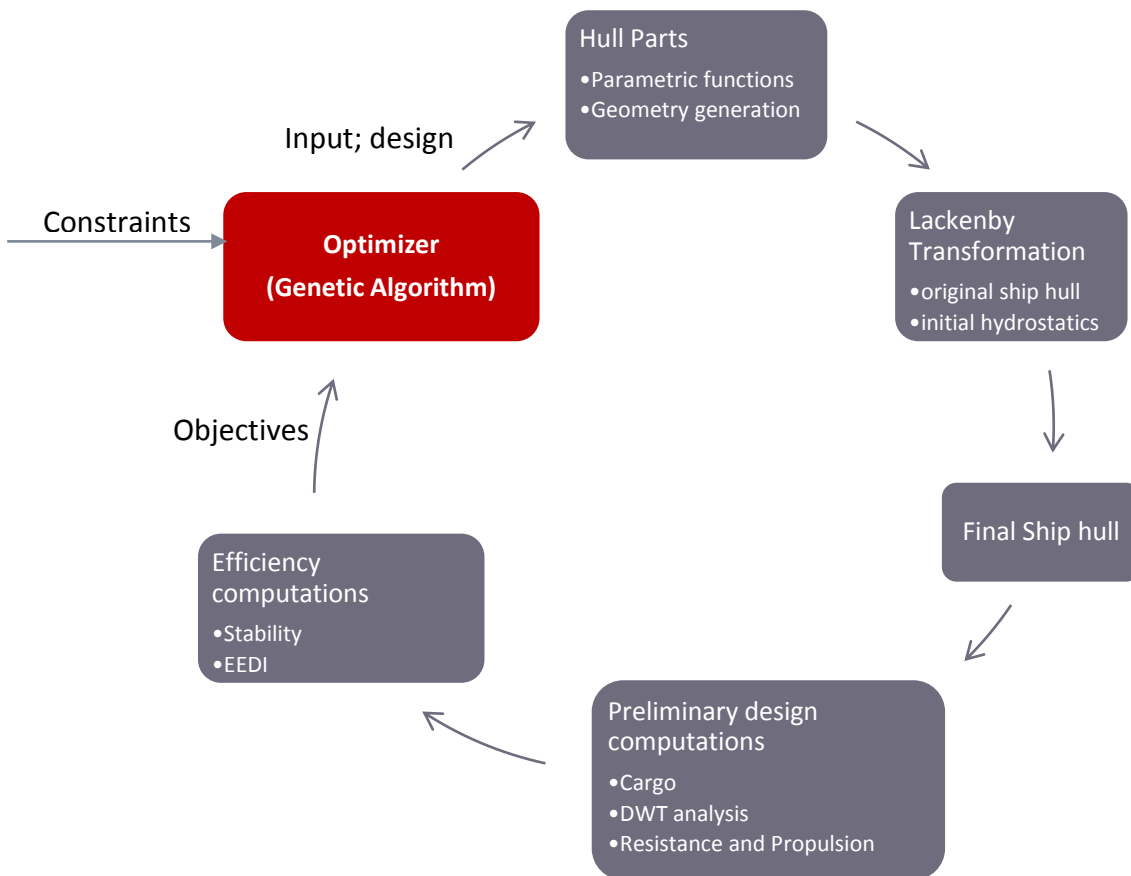 Hull Parts
•Parametric functions
•Geometry generation
Input; design
Constraints
Optimizer
(Genetic Algorithm)
Lackenby
Transformation
•original ship hull
•initial hydrostatics
Objectives
Final Ship hull
Efficiency
computations
•Stability
•EEDI
Preliminary design
computations
•Cargo
•DWT analysis
•Resistance and Propulsion